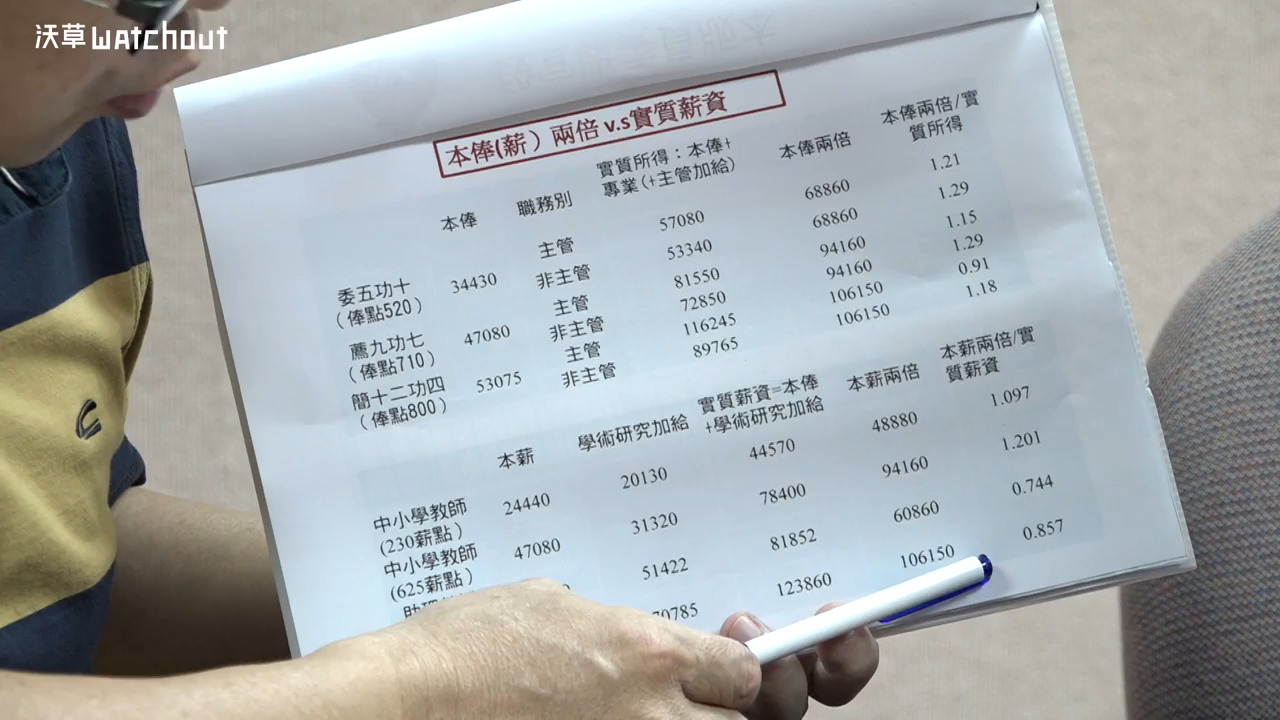 沃草 watchout
本俸(薪）兩倍 v.s實質薪資
本俸 職務別 實質所得：本俸+ 本俸兩倍 本俸兩倍/實
專業(+主管加給) 質所得
主管 57080 68860 1.21
委五功十 34430 非主管 53340 68860 1.29
（俸點520）
主管 81550 94160 1.15
薦九功七 47080 非主管 72850 94160 1.29
（俸點710）
主管 116245 106150 0.91
簡十二功四 53075 非主管 89765 106150 1.18
（俸點800）
本薪 學術研究加給 實質薪資=本俸 本薪兩倍 本薪兩倍/實
+學術研究加給 質薪資
中小學教師 24440 20130 44570 48880 1.097
(230薪點）
中小學教師 47080 31320 78400 94160 1.201
(625薪點）
51422 81852 60860 0.744
0785 123860 106150 0.857